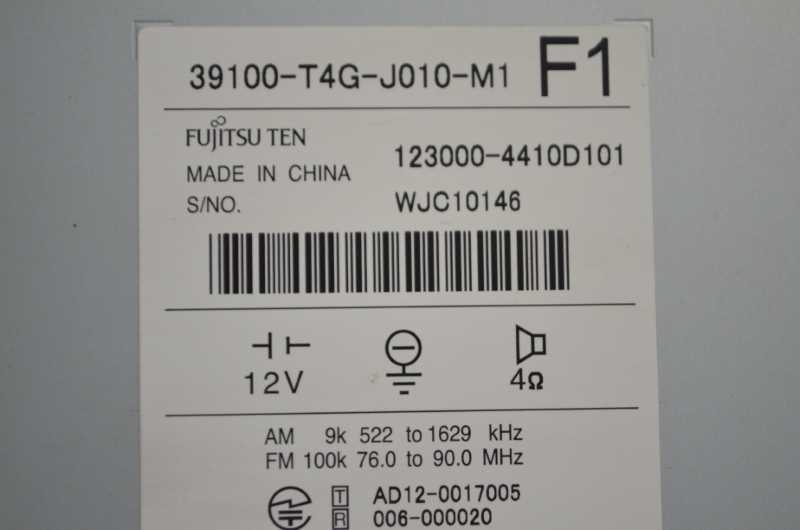 39100-T4G-J010-M1 F1
FUJITSU TEN
123000-4410D101
MADE IN CHINA
S/NO. WJC10146
12V
4Ω
AM 9k 522 to 1629 kHz
FM 100k 76.0 to 90.0 MHz
T AD12-0017005
R 006-000020